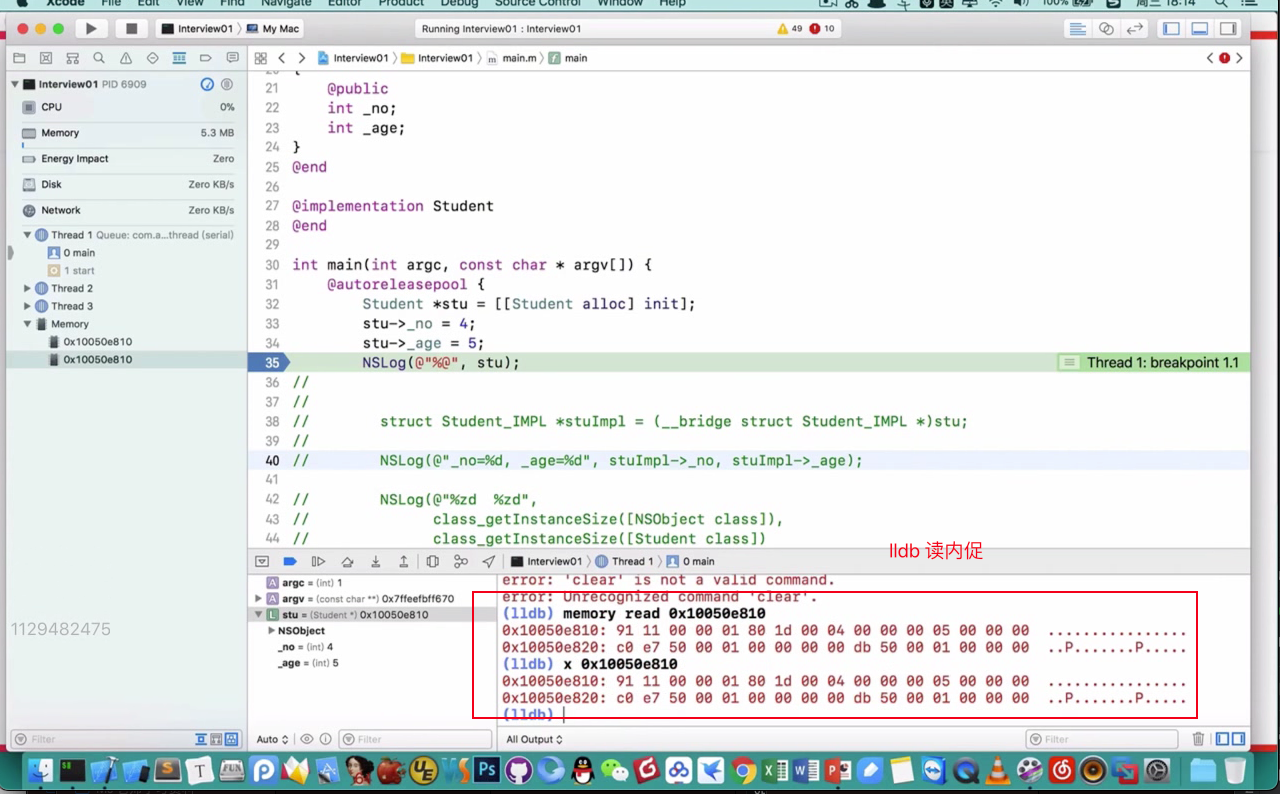 Xcode File Edit View Find Navigate Editor Product Debug Source Control Window Help 100% 周三 18:14
Interview01 〉 My Mac
Running Interview01 : Interview01
49 10
Interview01 〉 Interview01 〉 main.m 〉 main
Interview01 PID 6909
CPU 0%
Memory 5.3 MB
Energy Impact Zero
Disk Zero KB/s
Network Zero KB/s
Thread 1 Queue: com.a...thread (serial)
0 main
1 start
Thread 2
Thread 3
Memory
0x10050e810
0x10050e810
20 {
21 @public
22 int _no;
23 int _age;
24 }
25 @end
26
27 @implementation Student
28 @end
29
30 int main(int argc, const char * argv[]) {
31 @autoreleasepool {
32 Student *stu = [[Student alloc] init];
33 stu->_no = 4;
34 stu->_age = 5;
35 NSLog(@"%@", stu); Thread 1: breakpoint 1.1
36 //
37 //
38 // struct Student_IMPL *stuImpl = (__bridge struct Student_IMPL *)stu;
39 //
40 // NSLog(@"_no=%d, _age=%d", stuImpl->_no, stuImpl->_age);
41
42 // NSLog(@"%zd  %zd",
43 // class_getInstanceSize([NSObject class]),
44 // class_getInstanceSize([Student class])
lldb 读内促
Interview01 〉 Thread 1 〉 0 main
A argc = (int) 1
A argv = (const char **) 0x7ffeefbff670
L stu = (Student *) 0x10050e810
NSObject
_no = (int) 4
_age = (int) 5
1129482475
error: 'clear' is not a valid command.
error: Unrecognized command 'clear'.
(lldb) memory read 0x10050e810
0x10050e810: 91 11 00 00 01 80 1d 00 04 00 00 00 05 00 00 00 ................
0x10050e820: c0 e7 50 00 01 00 00 00 00 db 50 00 01 00 00 00 ..P.......P.....
(lldb) x 0x10050e810
0x10050e810: 91 11 00 00 01 80 1d 00 04 00 00 00 05 00 00 00 ................
0x10050e820: c0 e7 50 00 01 00 00 00 00 db 50 00 01 00 00 00 ..P.......P.....
(lldb)
Filter
Auto
Filter
All Output
Filter